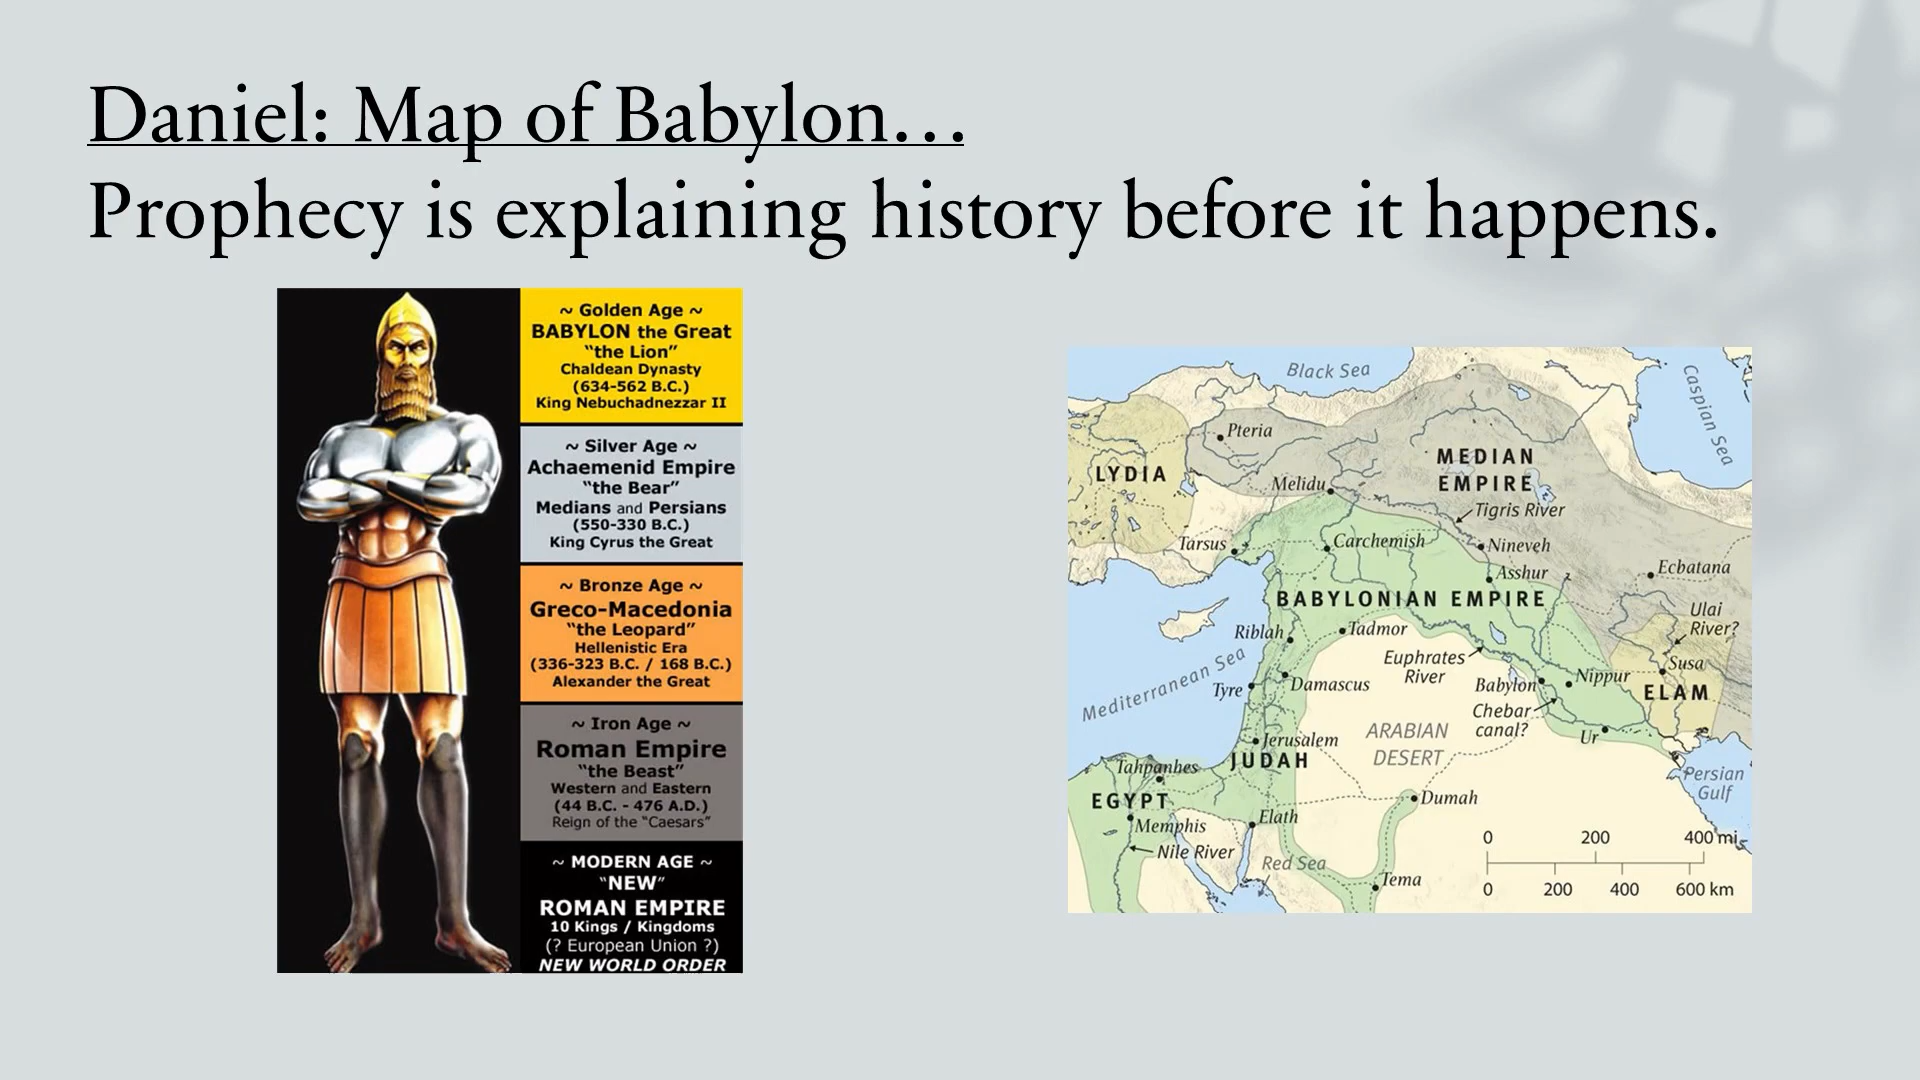 Daniel: Map of Babylon…
Prophecy is explaining history before it happens.
~ Golden Age ~
BABYLON the Great
“the Lion”
Chaldean Dynasty
(634-562 B.C.)
King Nebuchadnezzar II
~ Silver Age ~
Achaemenid Empire
“the Bear”
Medians and Persians
(550-330 B.C.)
King Cyrus the Great
~ Bronze Age ~
Greco-Macedonia
“the Leopard”
Hellenistic Era
(336-323 B.C. / 168 B.C.)
Alexander the Great
~ Iron Age ~
Roman Empire
“the Beast”
Western and Eastern
(44 B.C. - 476 A.D.)
Reign of the “Caesars”
~ MODERN AGE ~
“NEW”
ROMAN EMPIRE
10 Kings / Kingdoms
(? European Union ?)
NEW WORLD ORDER
Black Sea
Caspian Sea
Pteria
LYDIA
MEDIAN
EMPIRE
Melidu
Tigris River
Tarsus
Carchemish
Nineveh
Asshur
Ecbatana
BABYLONIAN EMPIRE
Ulai
River?
Riblah
Tadmor
Mediterranean Sea
Euphrates
River
Susa
Tyre
Damascus
Babylon
Nippur
ELAM
Chebar
canal?
Jerusalem
JUDAH
ARABIAN
DESERT
Ur
Tahpanhes
Persian
Gulf
EGYPT
Dumah
Memphis
Elath
Nile River
Red Sea
Tema
0 200 400 mi
0 200 400 600 km